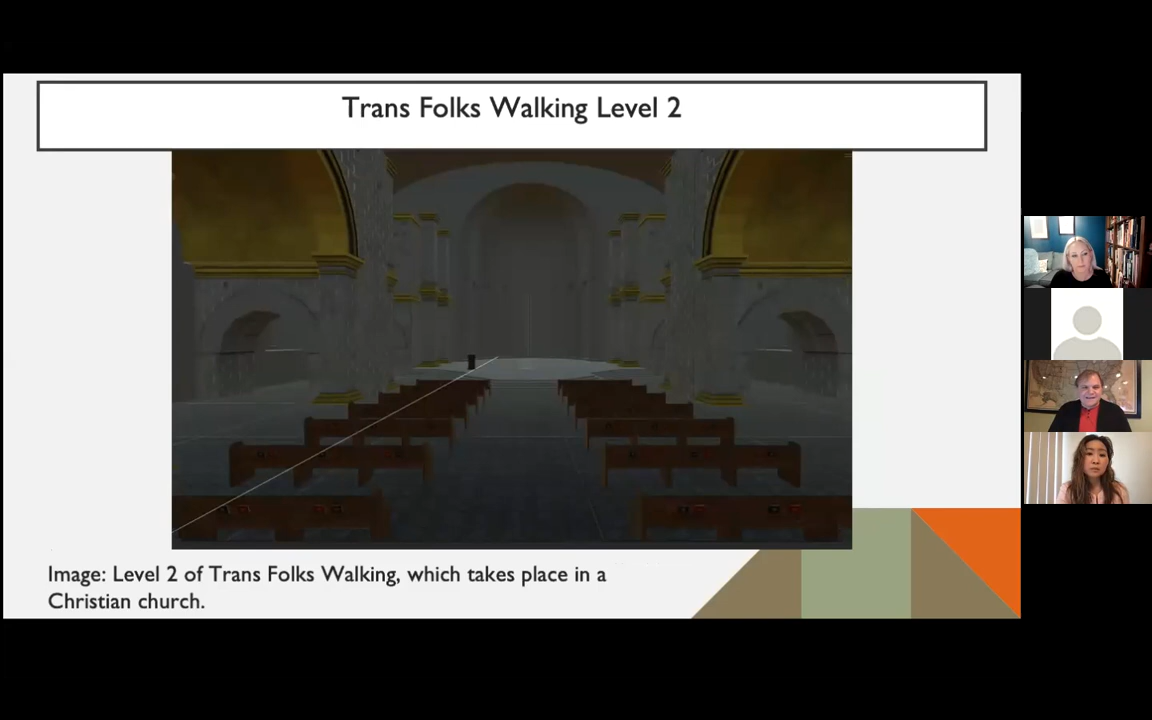 Trans Folks Walking Level 2
Image: Level 2 of Trans Folks Walking, which takes place in a
Christian church.